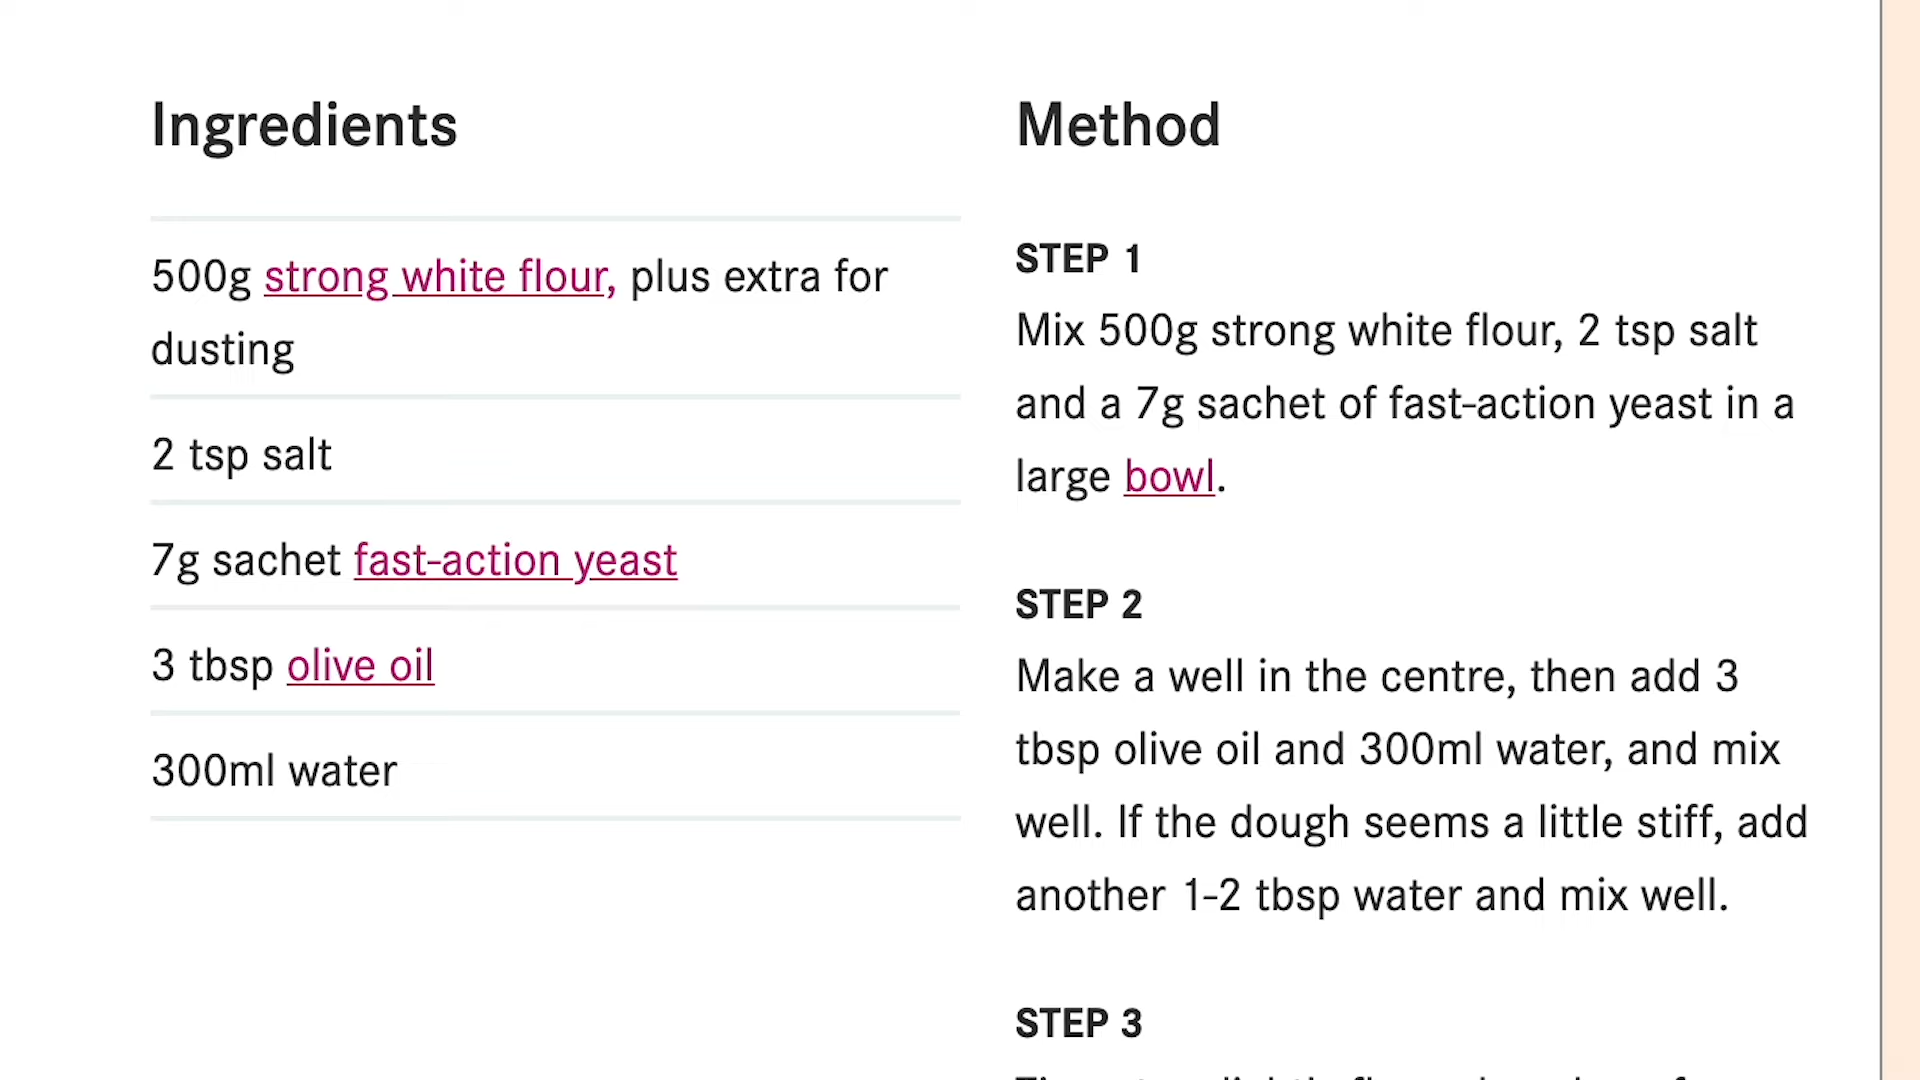 Ingredients
500g strong white flour, plus extra for
dusting
2 tsp salt
7g sachet fast-action yeast
3 tbsp olive oil
300ml water
Method
STEP 1
Mix 500g strong white flour, 2 tsp salt
and a 7g sachet of fast-action yeast in a
large bowl.
STEP 2
Make a well in the centre, then add 3
tbsp olive oil and 300ml water, and mix
well. If the dough seems a little stiff, add
another 1-2 tbsp water and mix well.
STEP 3